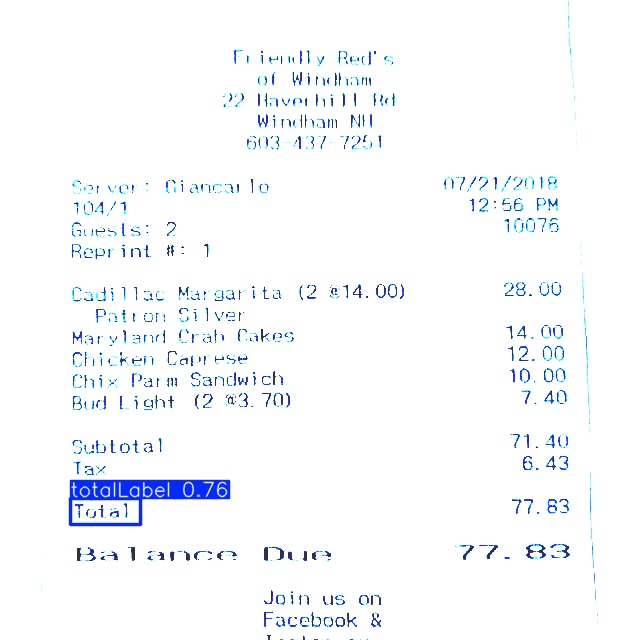 Friendly Red's
of Windham
22 Haverhill Rd
Windham NH
603-437-7251
Server: Giancarlo 07/21/2018
104/1 12:56 PM
Guests: 2 10076
Reprint #: 1
Cadillac Margarita (2 @14.00) 28.00
Patron Silver
Maryland Crab Cakes 14.00
Chicken Caprese 12.00
Chix Parm Sandwich 10.00
Bud Light (2 @3.70) 7.40
Subtotal 71.40
Tax 6.43
totalLabel 0.76
Total 77.83
Balance Due 77.83
Join us on
Facebook &